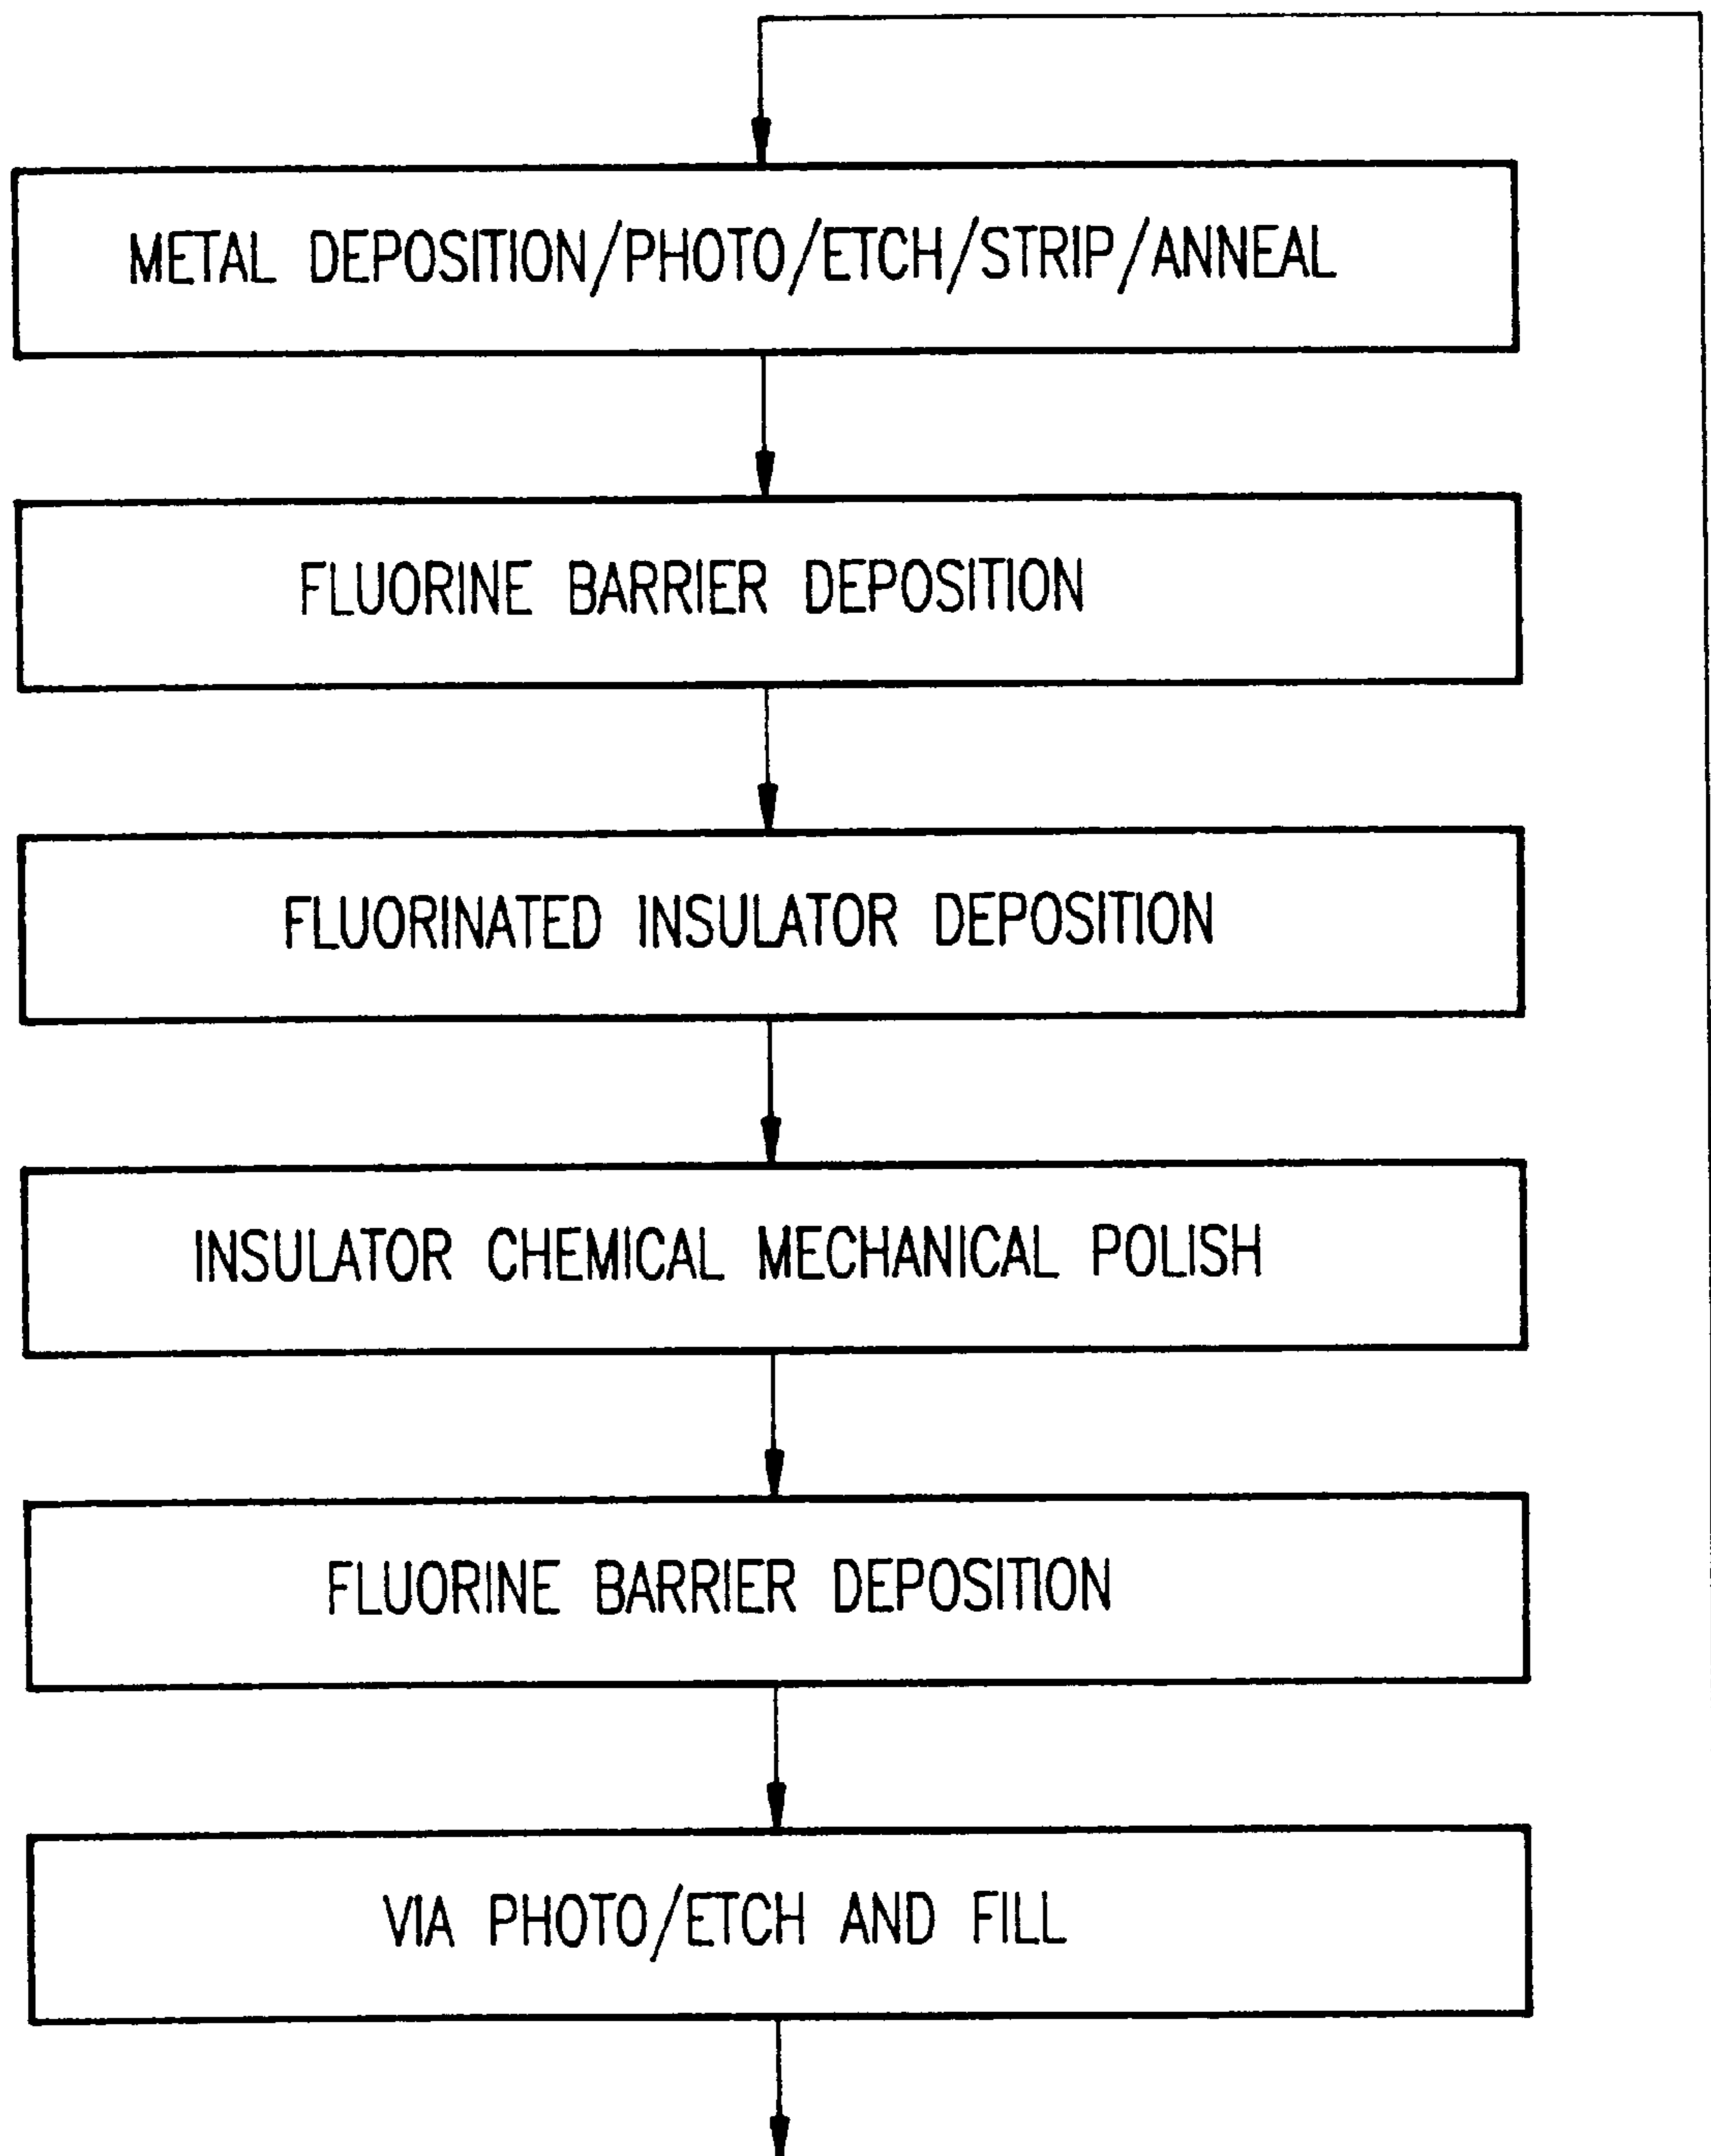 METAL DEPOSITION/PHOTO/ETCH/STRIP/ANNEAL
FLUORINE BARRIER DEPOSITION
FLUORINATED INSULATOR DEPOSITION
INSULATOR CHEMICAL MECHANICAL POLISH
FLUORINE BARRIER DEPOSITION
VIA PHOTO/ETCH AND FILL